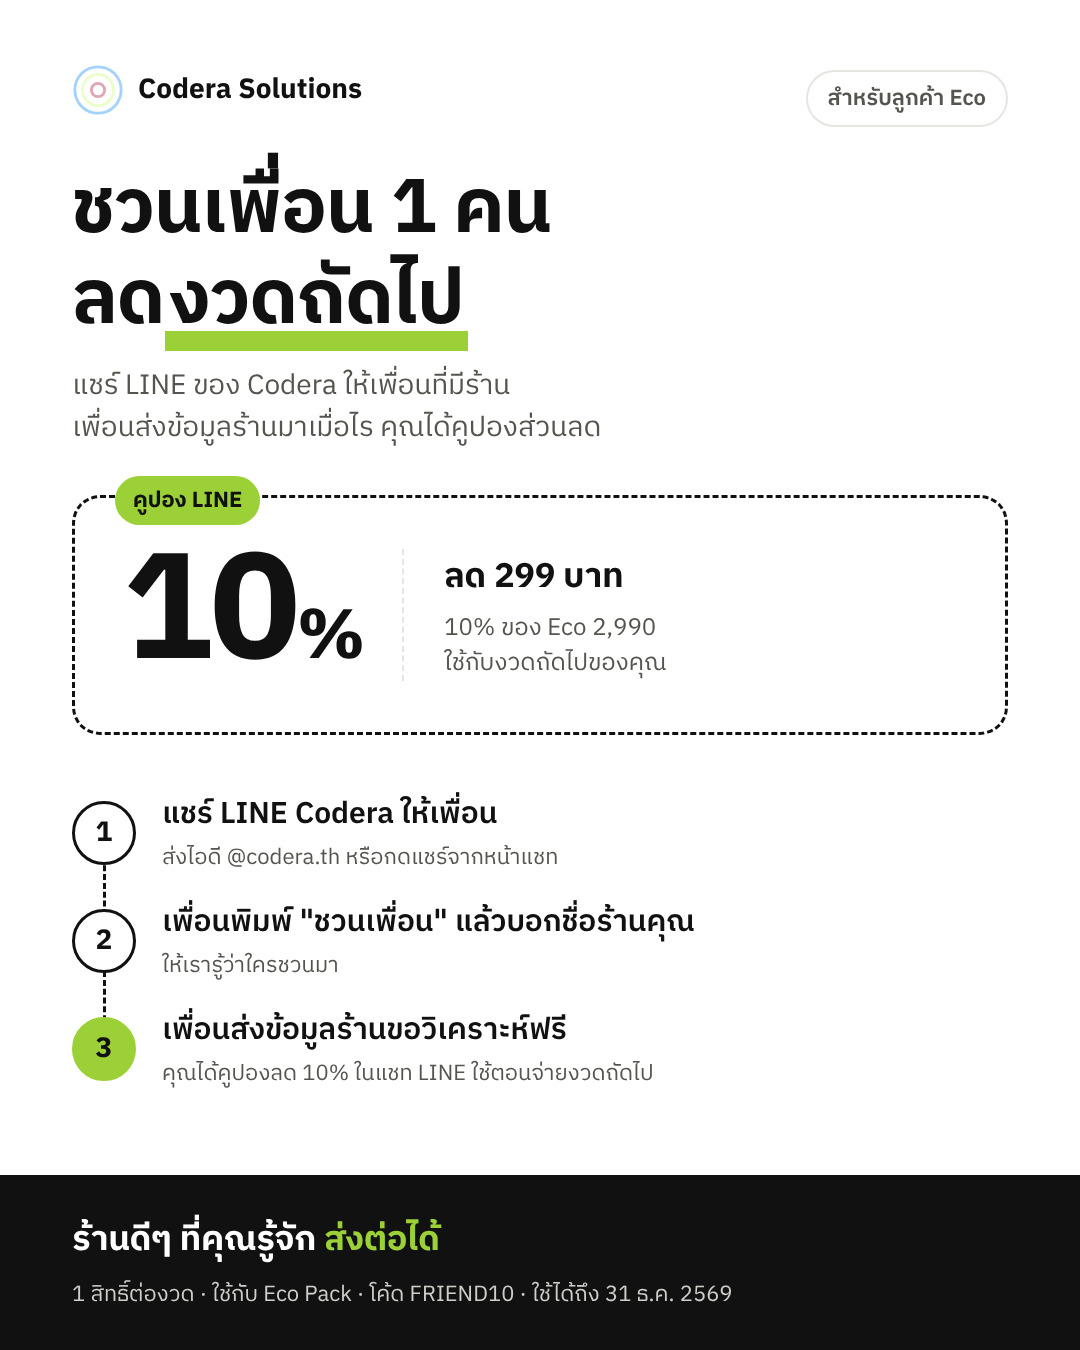 Codera Solutions
สำหรับลูกค้า Eco
ชวนเพื่อน 1 คน
ลดงวดถัดไป
แชร์ LINE ของ Codera ให้เพื่อนที่มีร้าน
เพื่อนส่งข้อมูลร้านมาเมื่อไร คุณได้คูปองส่วนลด
คูปอง LINE
10%
ลด 299 บาท
10% ของ Eco 2,990
ใช้กับงวดถัดไปของคุณ
1
แชร์ LINE Codera ให้เพื่อน
ส่งไอดี @codera.th หรือกดแชร์จากหน้าแชท
2
เพื่อนพิมพ์ "ชวนเพื่อน" แล้วบอกชื่อร้านคุณ
ให้เรารู้ว่าใครชวนมา
3
เพื่อนส่งข้อมูลร้านขอวิเคราะห์ฟรี
คุณได้คูปองลด 10% ในแชท LINE ใช้ตอนจ่ายงวดถัดไป
ร้านดีๆ ที่คุณรู้จัก ส่งต่อได้
1 สิทธิ์ต่องวด · ใช้กับ Eco Pack · โค้ด FRIEND10 · ใช้ได้ถึง 31 ธ.ค. 2569